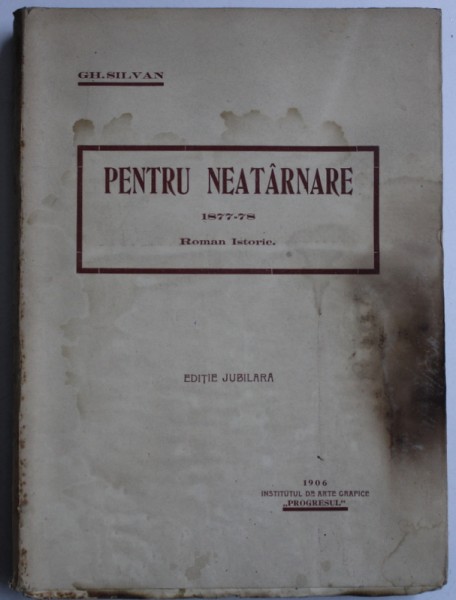 GH. SILVAN
PENTRU NEATÂRNARE
1877-78
Roman Istoric.
EDIȚIE JUBILARĂ
1906
INSTITUTUL DE ARTE GRAFICE
„PROGRESUL"